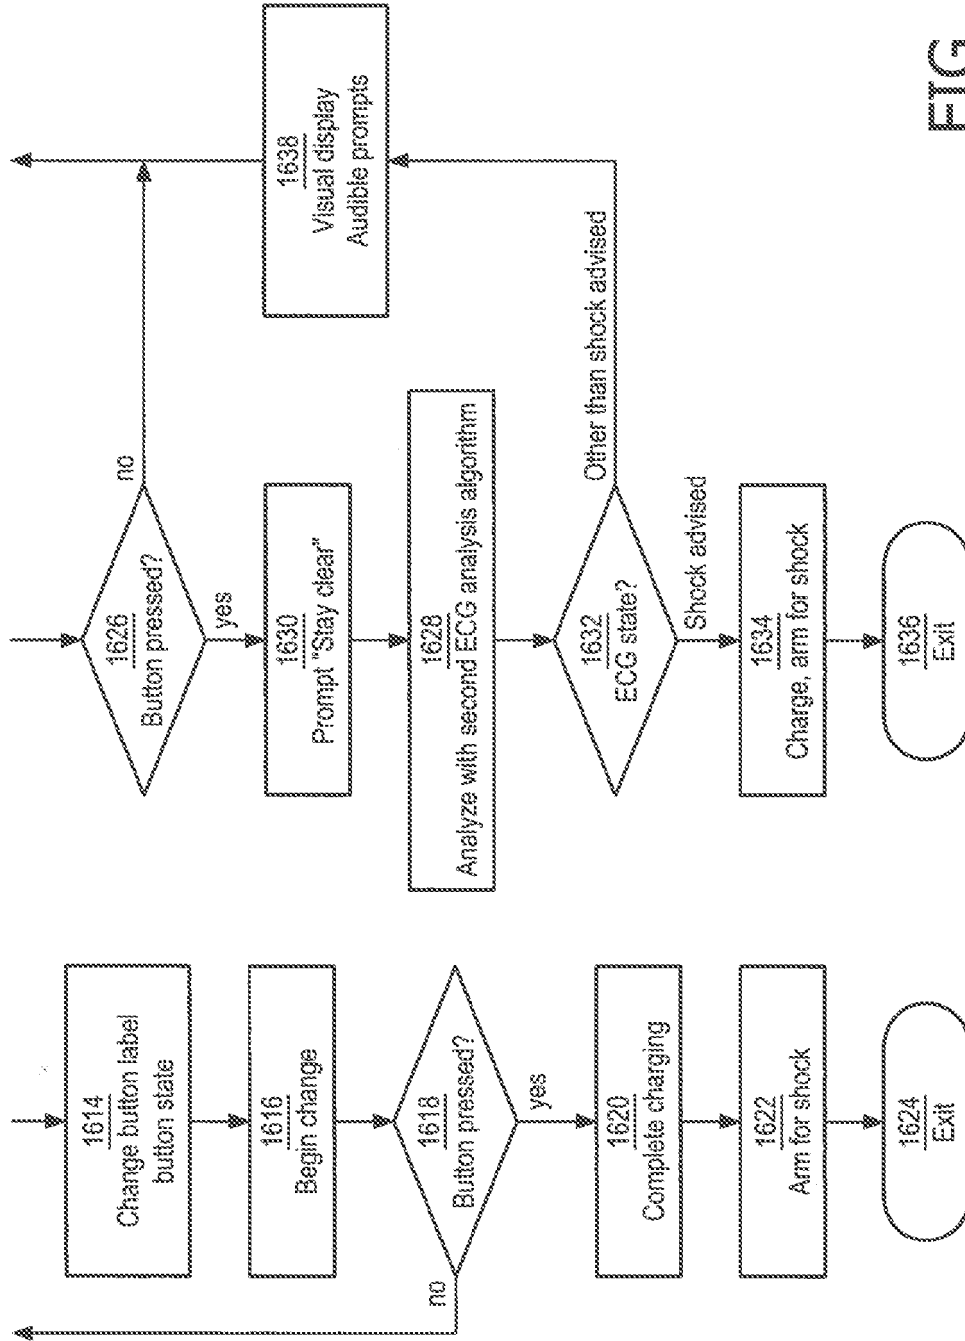 1614
Change button label
button state
1616
Begin change
1618
Button pressed?
no
yes
1620
Complete charging
1622
Arm for shock
1624
Exit
1626
Button pressed?
no
yes
1630
Prompt "Stay clear"
1628
Analyze with second ECG analysis algorithm
1632
ECG state?
Other than shock advised
Shock advised
1634
Charge, arm for shock
1636
Exit
1638
Visual display
Audible prompts
FIG